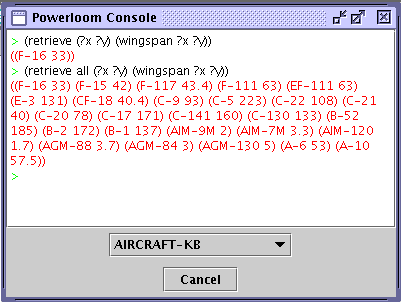 Powerloom Console
> (retrieve (?x ?y) (wingspan ?x ?y))
((F-16 33))
> (retrieve all (?x ?y) (wingspan ?x ?y))
((F-16 33) (F-15 42) (F-117 43.4) (F-111 63) (EF-111 63)
(E-3 131) (CF-18 40.4) (C-9 93) (C-5 223) (C-22 108) (C-21
40) (C-20 78) (C-17 171) (C-141 160) (C-130 133) (B-52
185) (B-2 172) (B-1 137) (AIM-9M 2) (AIM-7M 3.3) (AIM-120
1.7) (AGM-88 3.7) (AGM-84 3) (AGM-130 5) (A-6 53) (A-10
57.5))
>
AIRCRAFT-KB
Cancel